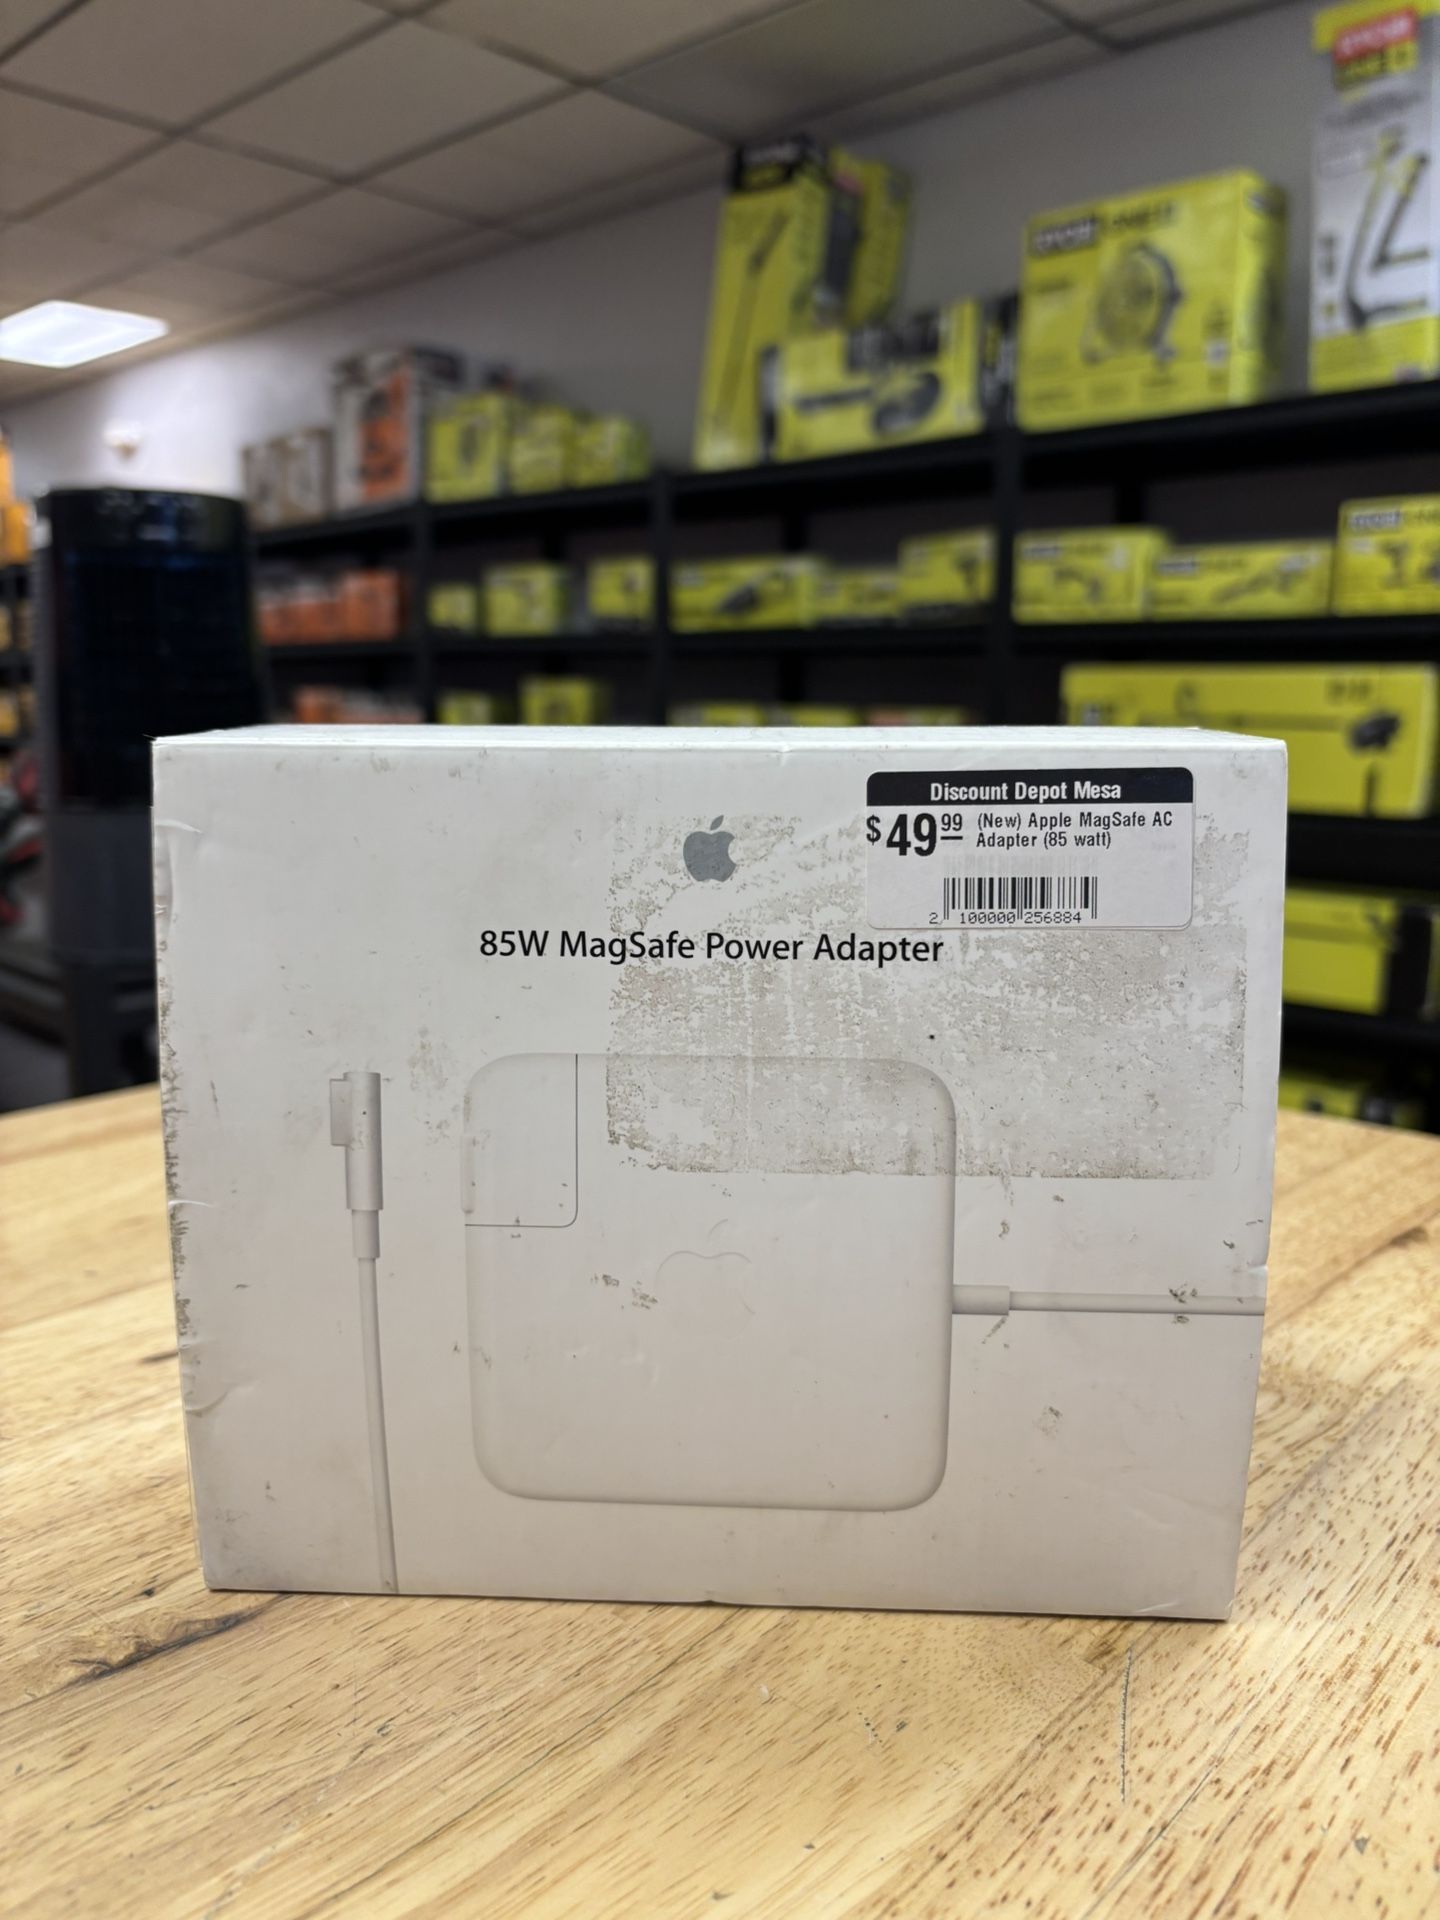 Discount Depot Mesa
$49.99 (New) Apple MagSafe AC
Adapter (85 watt)
2 100000 256884
85W MagSafe Power Adapter